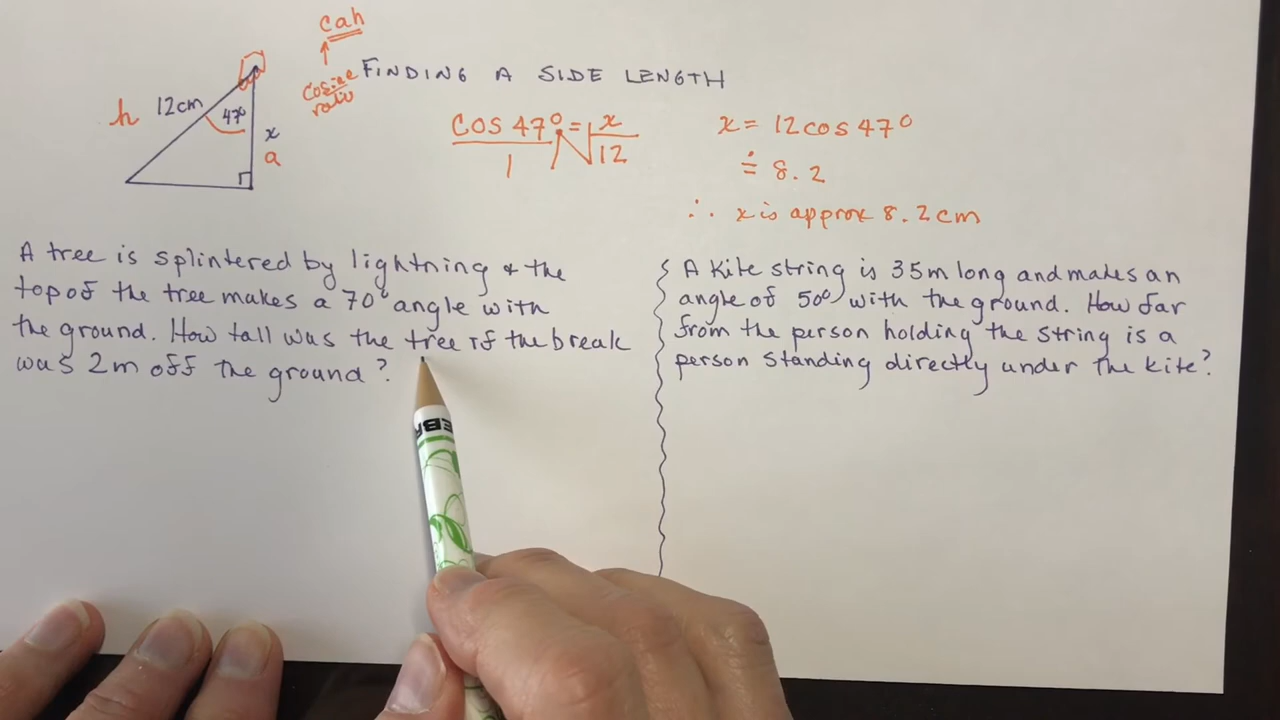 cah
cosine
ratio
FINDING A SIDE LENGTH
h
12cm
47°
x
a
cos 47° = x
1 12
x = 12 cos 47°
≐ 8.2
∴ x is approx 8.2cm
A tree is splintered by lightning & the
top of the tree makes a 70° angle with
the ground. How tall was the tree if the break
was 2m off the ground?
A kite string is 35m long and makes an
angle of 50° with the ground. How far
from the person holding the string is a
person standing directly under the kite?